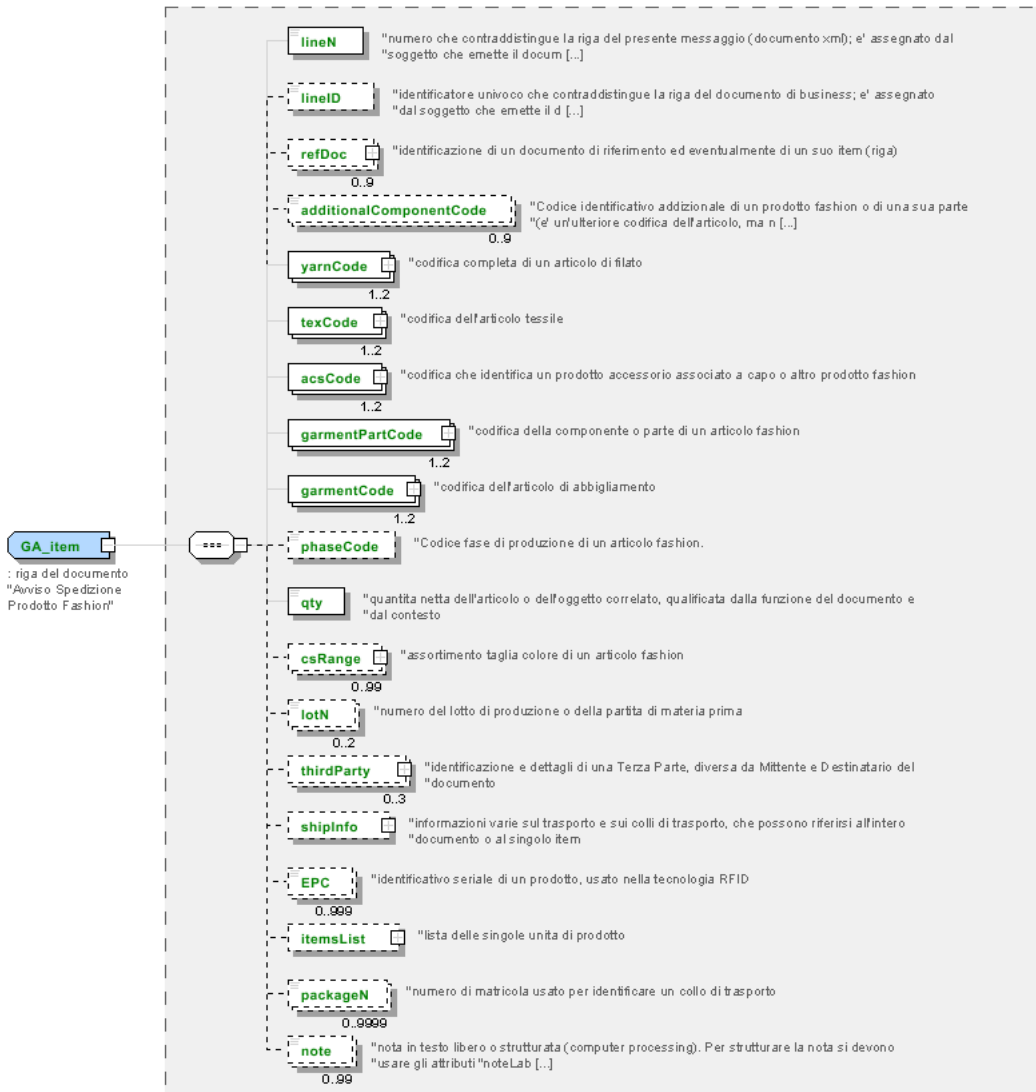 lineN
"numero che contraddistingue la riga del presente messaggio (documento xml); e' assegnato dal
"soggetto che emette il docum [...]
lineID
"identificatore univoco che contraddistingue la riga del documento di business; e' assegnato
"dal soggetto che emette il d [...]
refDoc
"identificazione di un documento di riferimento ed eventualmente di un suo item (riga)
0..9
additionalComponentCode
"Codice identificativo addizionale di un prodotto fashion o di una sua parte
"(e' un'ulteriore codifica dell'articolo, ma n [...]
0..9
yarnCode
"codifica completa di un articolo di filato
1..2
texCode
"codifica dell'articolo tessile
1..2
acsCode
"codifica che identifica un prodotto accessorio associato a capo o altro prodotto fashion
1..2
garmentPartCode
"codifica della componente o parte di un articolo fashion
1..2
garmentCode
"codifica dell'articolo di abbigliamento
1..2
GA_item
: riga del documento
"Avviso Spedizione
Prodotto Fashion"
phaseCode
"Codice fase di produzione di un articolo fashion.
qty
"quantita netta dell'articolo o dell'oggetto correlato, qualificata dalla funzione del documento e
"dal contesto
csRange
"assortimento taglia colore di un articolo fashion
0..99
lotN
"numero del lotto di produzione o della partita di materia prima
0..2
thirdParty
"identificazione e dettagli di una Terza Parte, diversa da Mittente e Destinatario del
"documento
0..3
shipInfo
"informazioni varie sul trasporto e sui colli di trasporto, che possono riferirsi all'intero
"documento o al singolo item
EPC
"identificativo seriale di un prodotto, usato nella tecnologia RFID
0..999
itemsList
"lista delle singole unita di prodotto
packageN
"numero di matricola usato per identificare un collo di trasporto
0..9999
note
"nota in testo libero o strutturata (computer processing). Per strutturare la nota si devono
"usare gli attributi "noteLab [...]
0..99